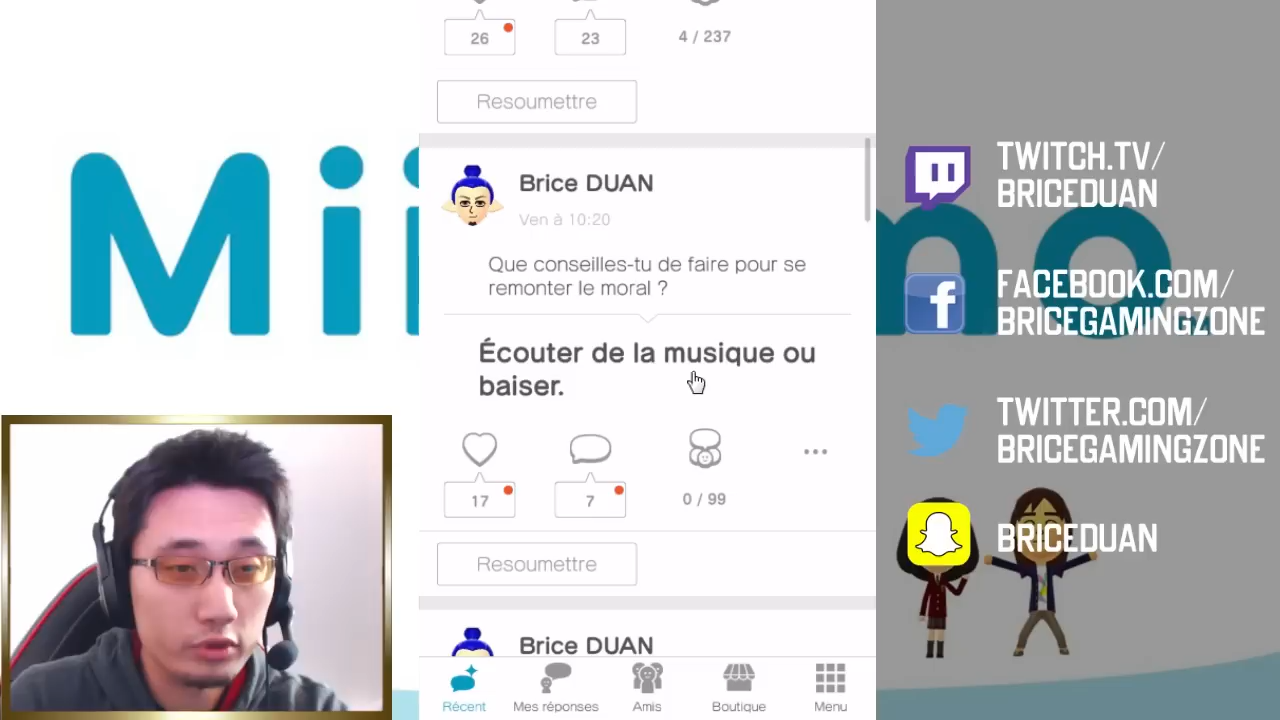 26
23
4 / 237
Resoumettre
Brice DUAN
Ven à 10:20
Que conseilles-tu de faire pour se
remonter le moral ?
Écouter de la musique ou
baiser.
17
7
0 / 99
Resoumettre
Brice DUAN
Récent
Mes réponses
Amis
Boutique
Menu
Mii
mo
TWITCH.TV/
BRICEDUAN
FACEBOOK.COM/
BRICEGAMINGZONE
TWITTER.COM/
BRICEGAMINGZONE
BRICEDUAN